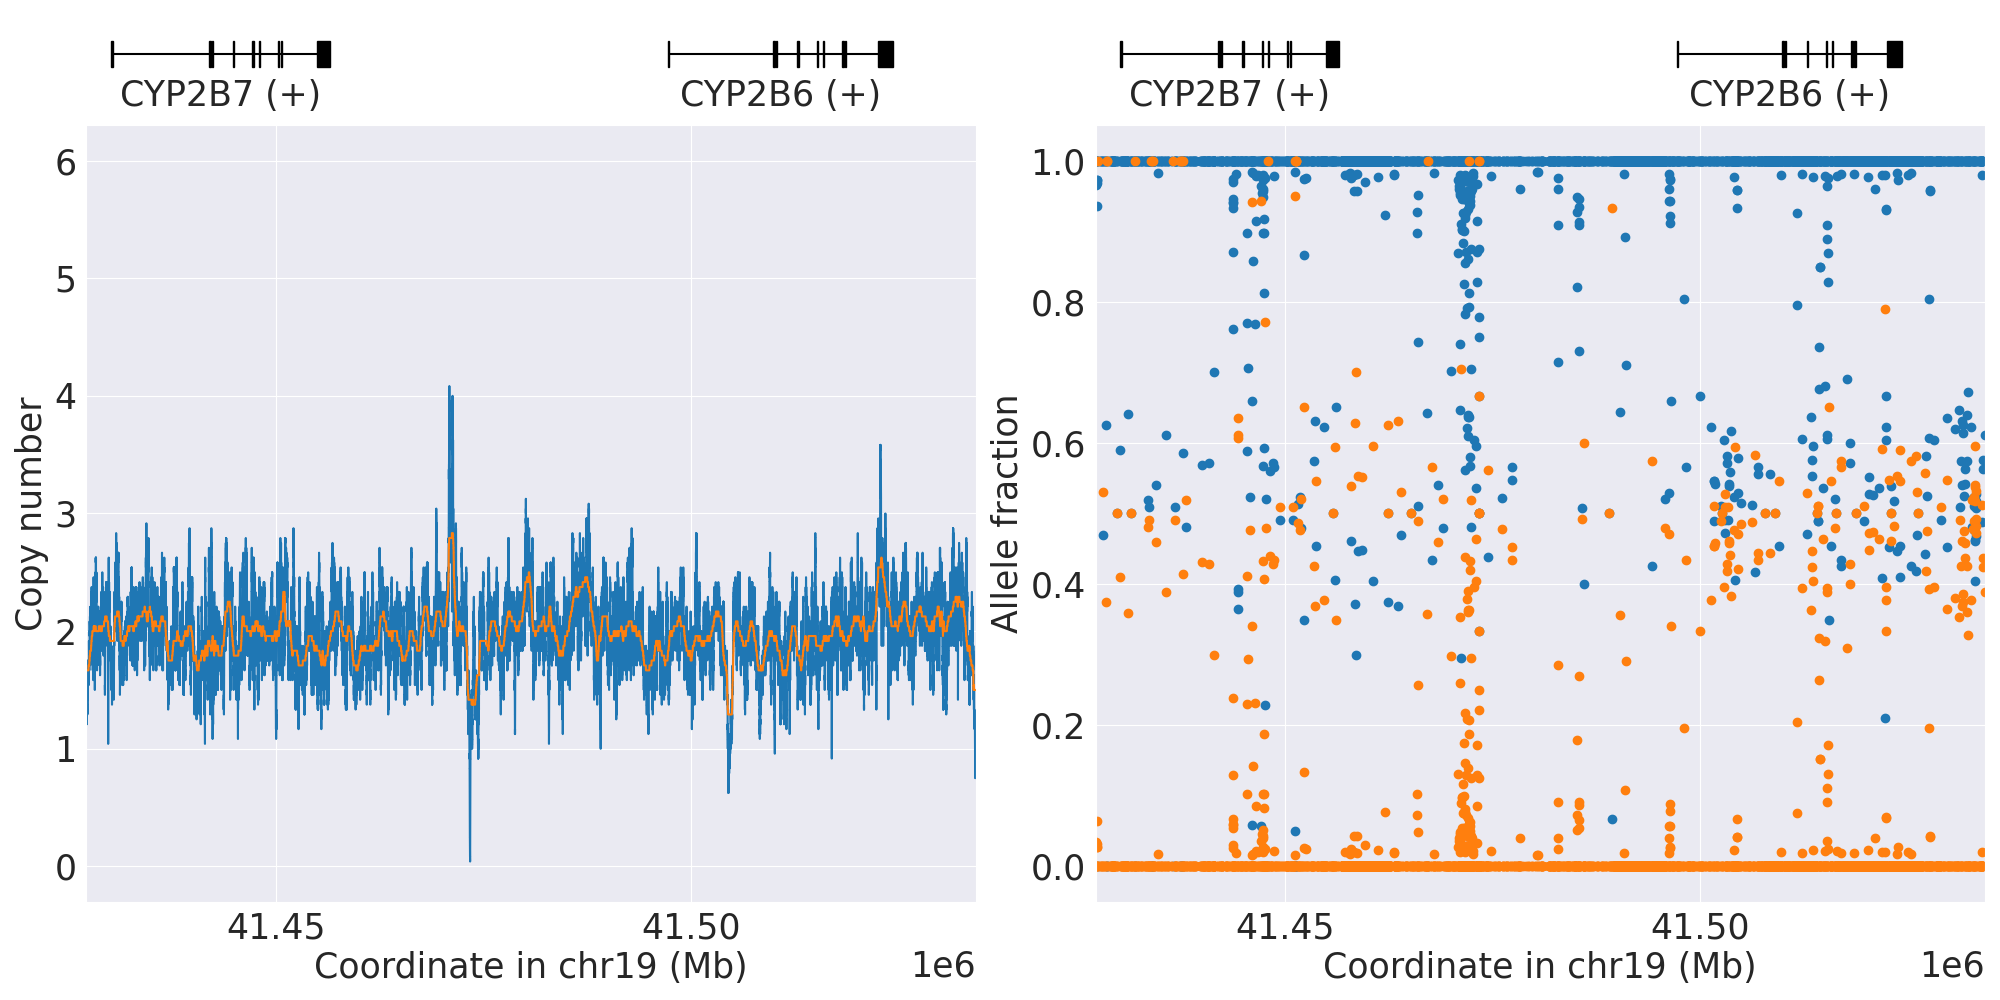 CYP2B7 (+)
CYP2B6 (+)
6
5
4
3
2
1
0
Copy number
41.45
41.50
Coordinate in chr19 (Mb)
1e6
CYP2B7 (+)
CYP2B6 (+)
1.0
0.8
0.6
0.4
0.2
0.0
Allele fraction
41.45
41.50
Coordinate in chr19 (Mb)
1e6